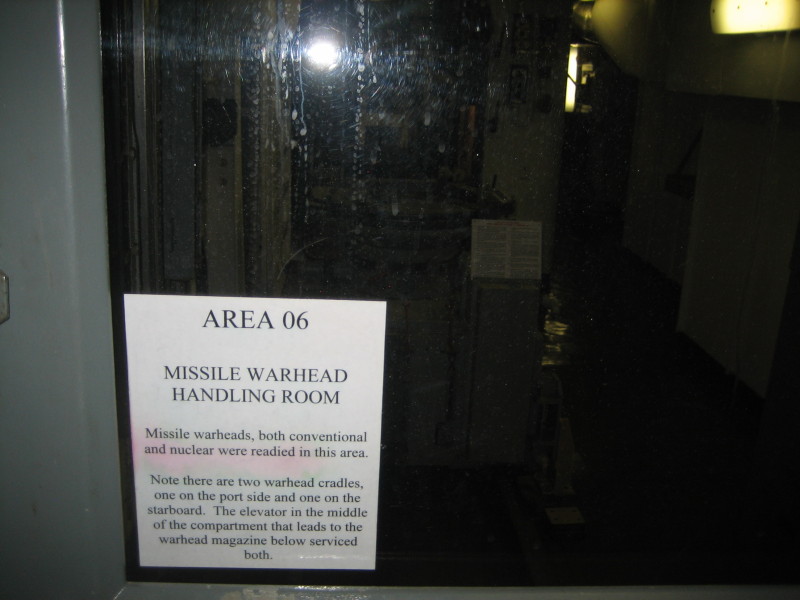 AREA 06
MISSILE WARHEAD
HANDLING ROOM
Missile warheads, both conventional
and nuclear were readied in this area.
Note there are two warhead cradles,
one on the port side and one on the
starboard. The elevator in the middle
of the compartment that leads to the
warhead magazine below serviced
both.